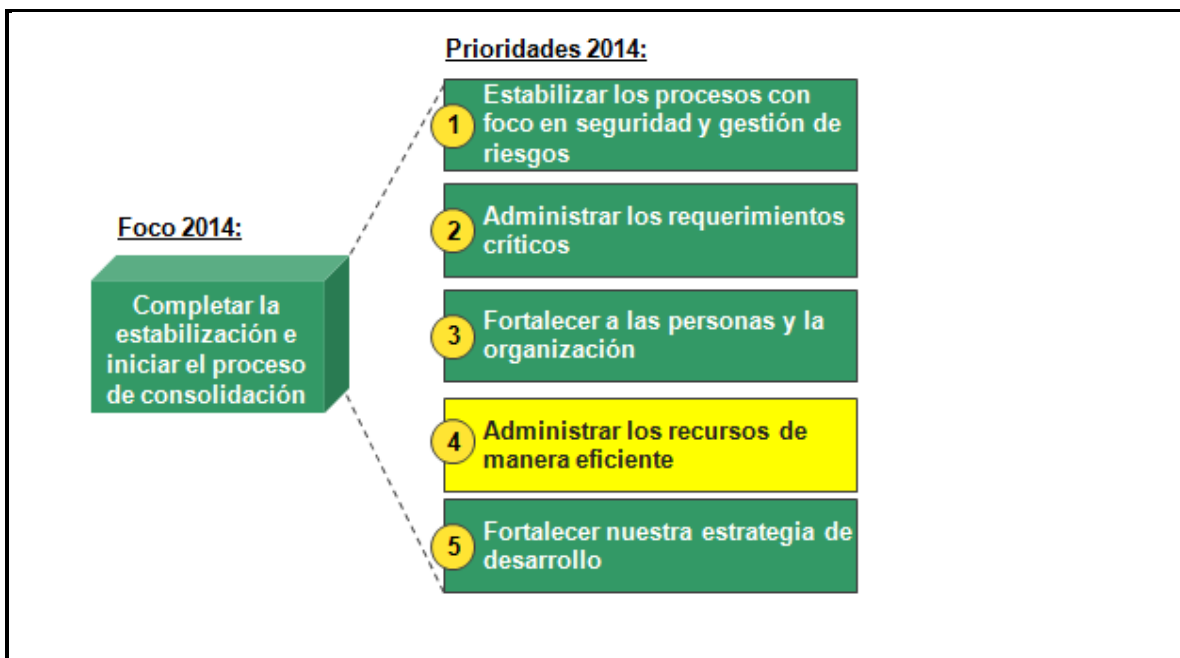 Prioridades 2014:
1
Estabilizar los procesos con
foco en seguridad y gestión de
riesgos
2
Administrar los requerimientos
críticos
Foco 2014:
Completar la
estabilización e
iniciar el proceso
de consolidación
3
Fortalecer a las personas y la
organización
4
Administrar los recursos de
manera eficiente
5
Fortalecer nuestra estrategia de
desarrollo